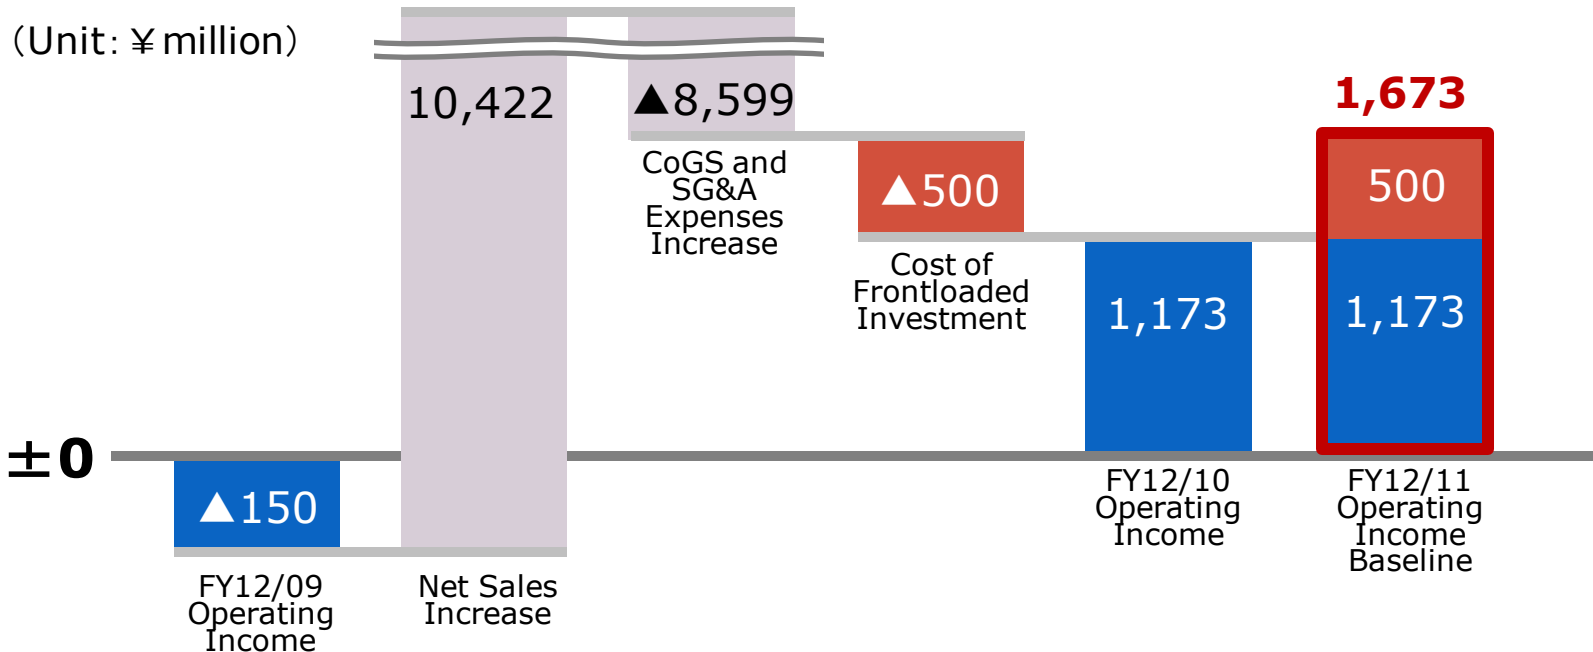 （Unit: ￥million）
10,422
▲8,599
1,673
CoGS and
SG&A
Expenses
Increase
▲500
500
Cost of
Frontloaded
Investment
1,173
1,173
±0
▲150
FY12/09
Operating
Income
Net Sales
Increase
FY12/10
Operating
Income
FY12/11
Operating
Income
Baseline